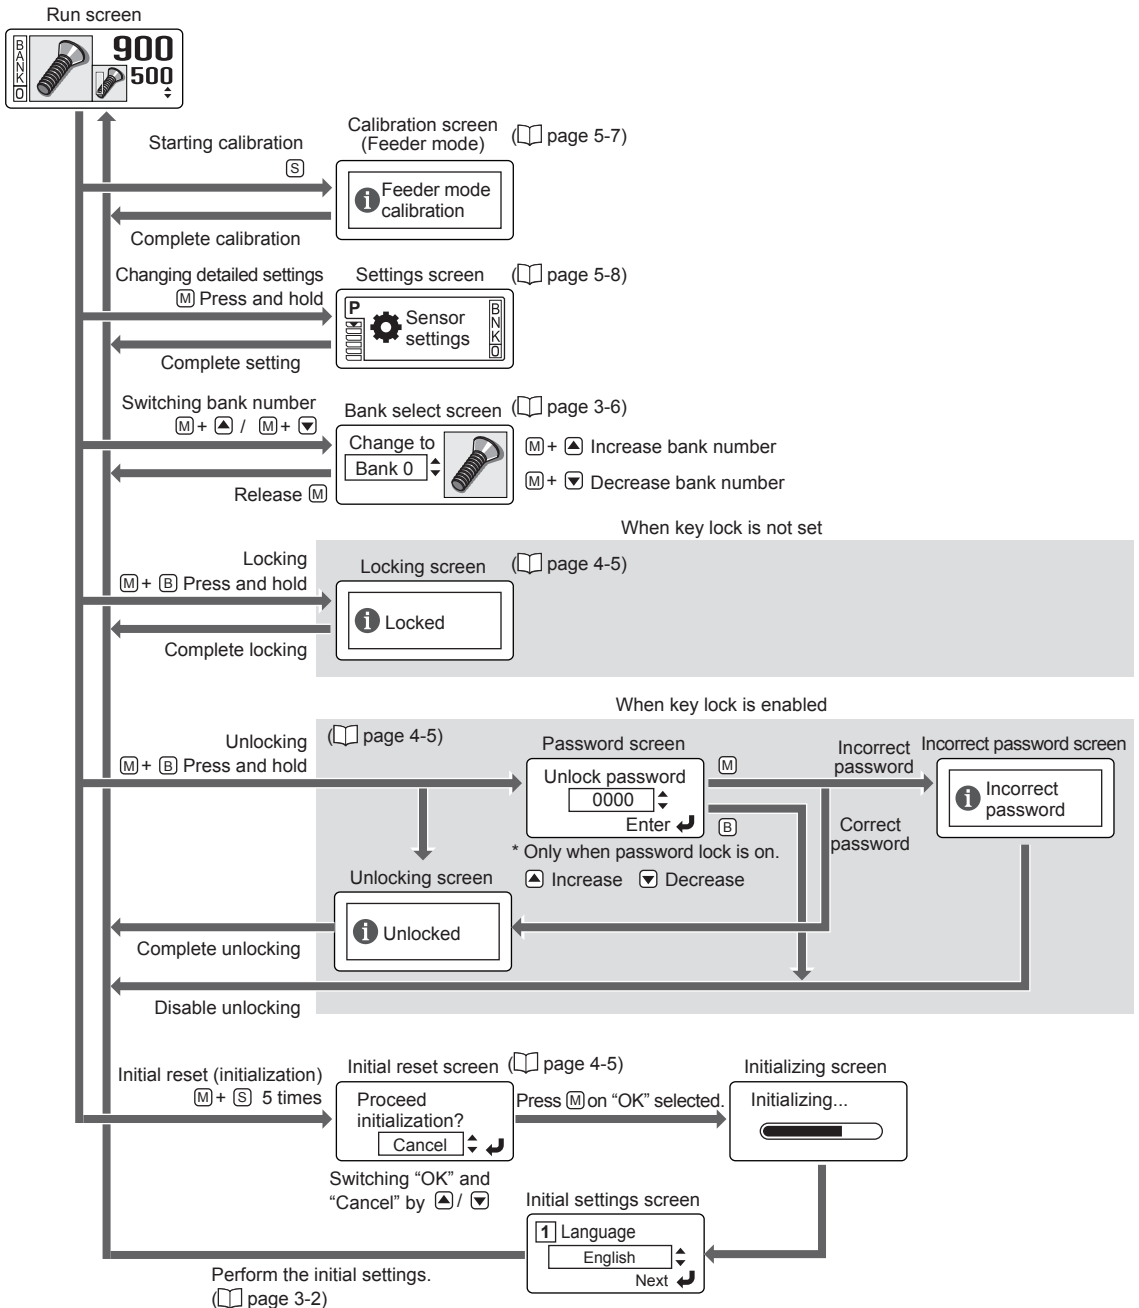 Run screen
BANK 0
900
500
Starting calibration
S
Calibration screen
(Feeder mode)
( page 5-7)
Feeder mode
calibration
Complete calibration
Changing detailed settings
M Press and hold
Settings screen
( page 5-8)
P
Sensor
settings
BNK0
Complete setting
Switching bank number
M + ▲ / M + ▼
Bank select screen
( page 3-6)
Change to
Bank 0
M + ▲ Increase bank number
M + ▼ Decrease bank number
Release M
When key lock is not set
Locking
M + B Press and hold
Locking screen
( page 4-5)
Locked
Complete locking
When key lock is enabled
Unlocking
M + B Press and hold
( page 4-5)
Password screen
Unlock password
0000
Enter
M
B
Incorrect
password
Incorrect password screen
Incorrect
password
Correct
password
* Only when password lock is on.
▲ Increase ▼ Decrease
Unlocking screen
Unlocked
Complete unlocking
Disable unlocking
Initial reset (initialization)
M + S 5 times
Initial reset screen
( page 4-5)
Proceed
initialization?
Cancel
Switching “OK” and
“Cancel” by ▲ / ▼
Press M on “OK” selected.
Initializing screen
Initializing...
Initial settings screen
1 Language
English
Next
Perform the initial settings.
( page 3-2)